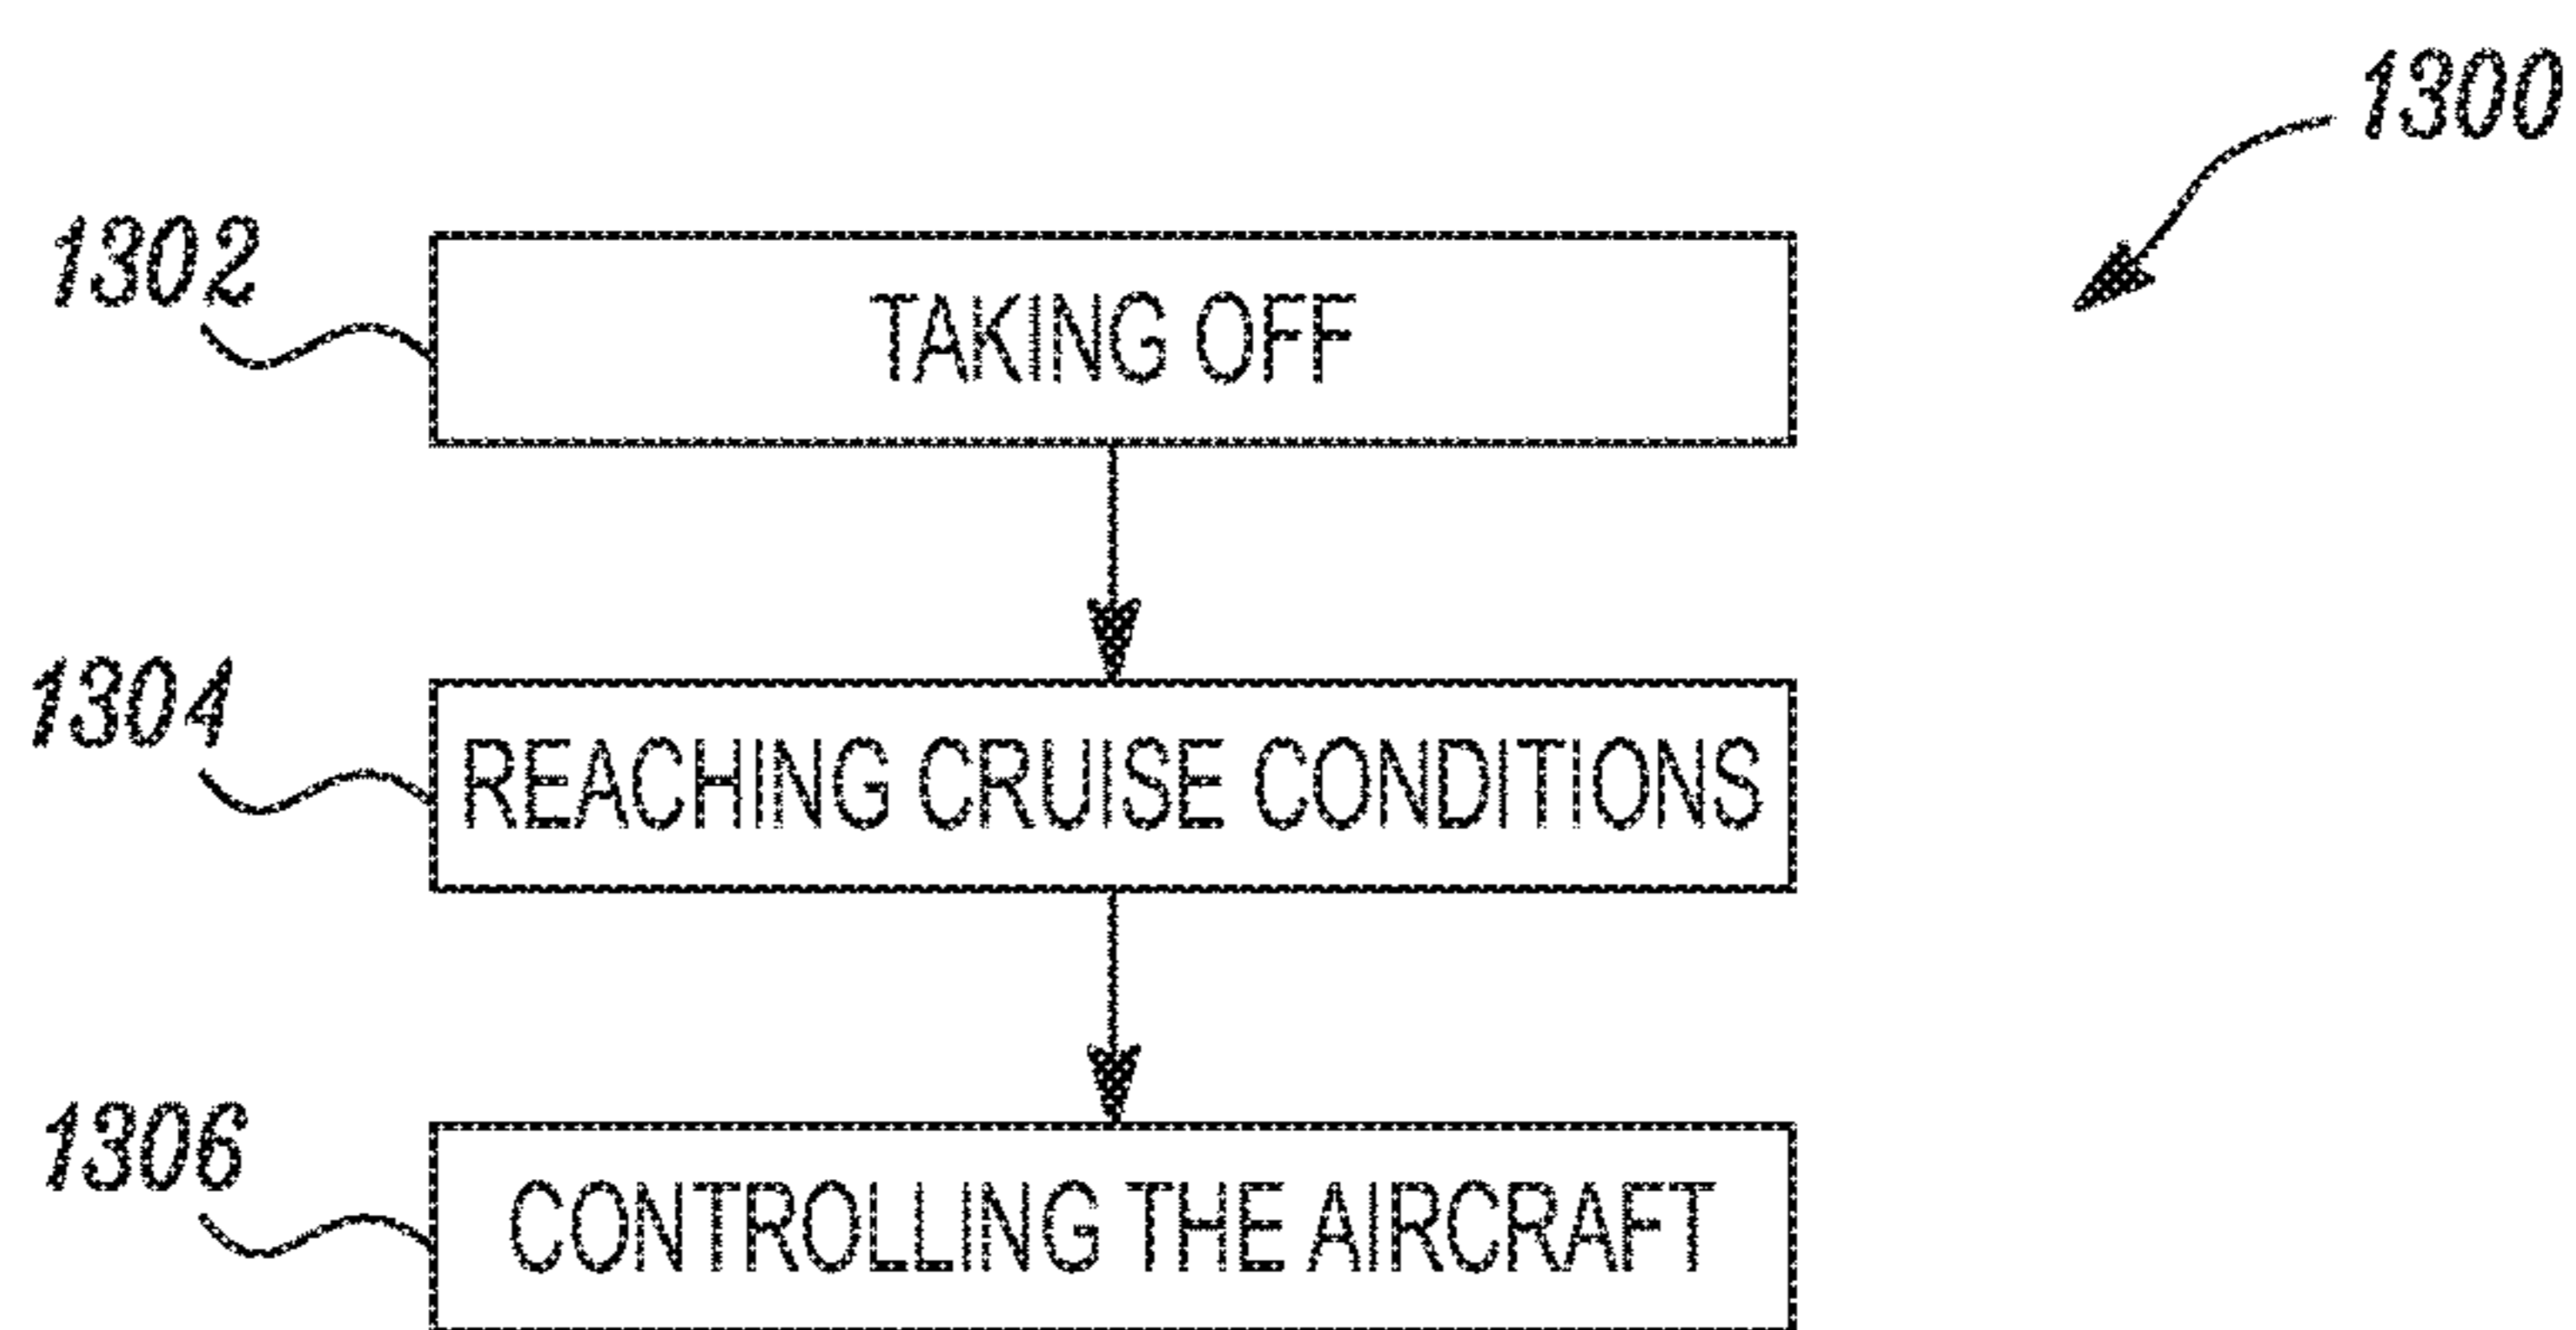 1300
1302
TAKING OFF
1304
REACHING CRUISE CONDITIONS
1306
CONTROLLING THE AIRCRAFT